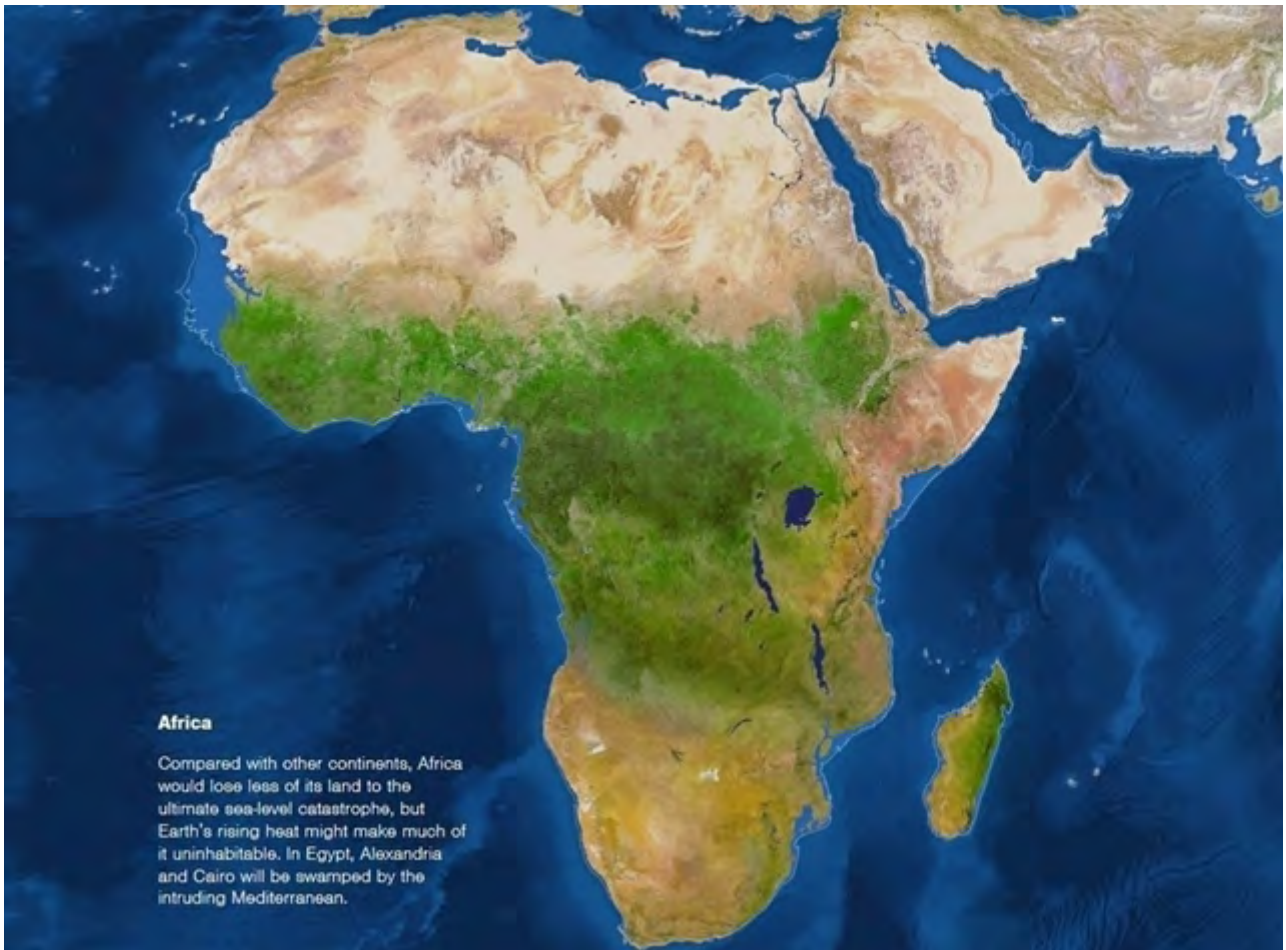 Africa
Compared with other continents, Africa
would lose less of its land to the
ultimate sea-level catastrophe, but
Earth's rising heat might make much of
it uninhabitable. In Egypt, Alexandria
and Cairo will be swamped by the
intruding Mediterranean.